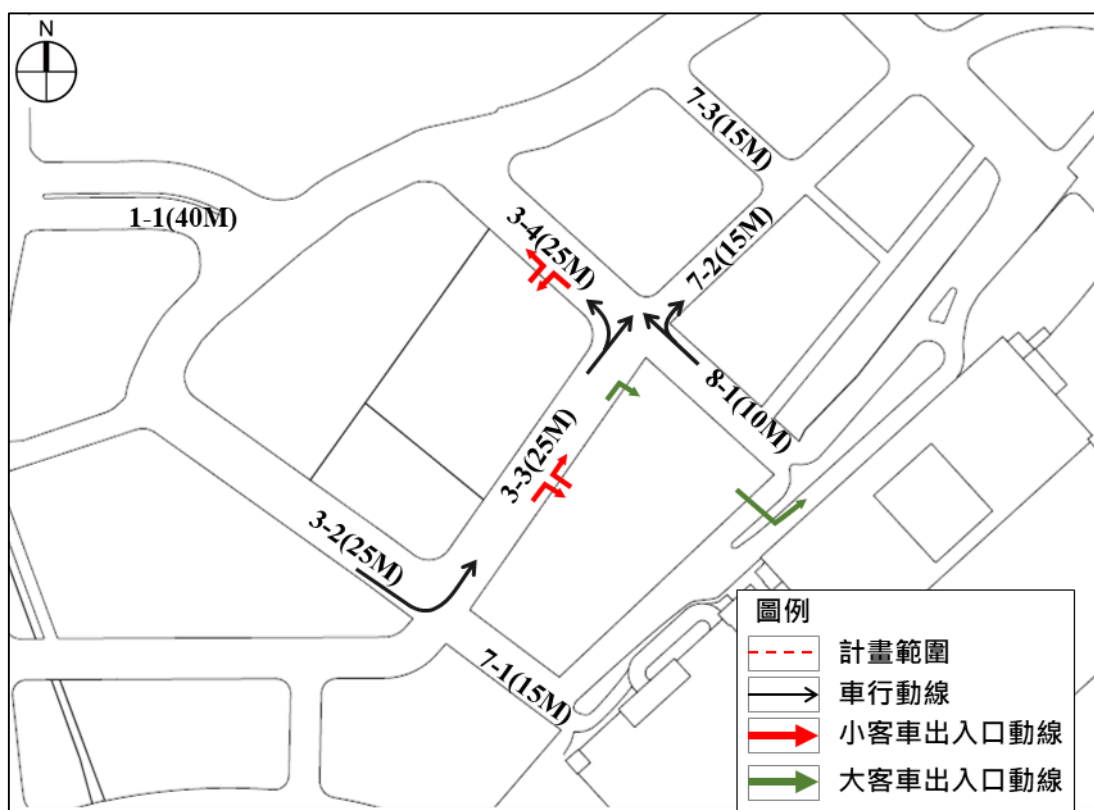 N
7-3(15M)
1-1(40M)
3-4(25M)
7-2(15M)
8-1(10M)
3-3(25M)
3-2(25M)
7-1(15M)
圖例
計畫範圍
車行動線
小客車出入口動線
大客車出入口動線